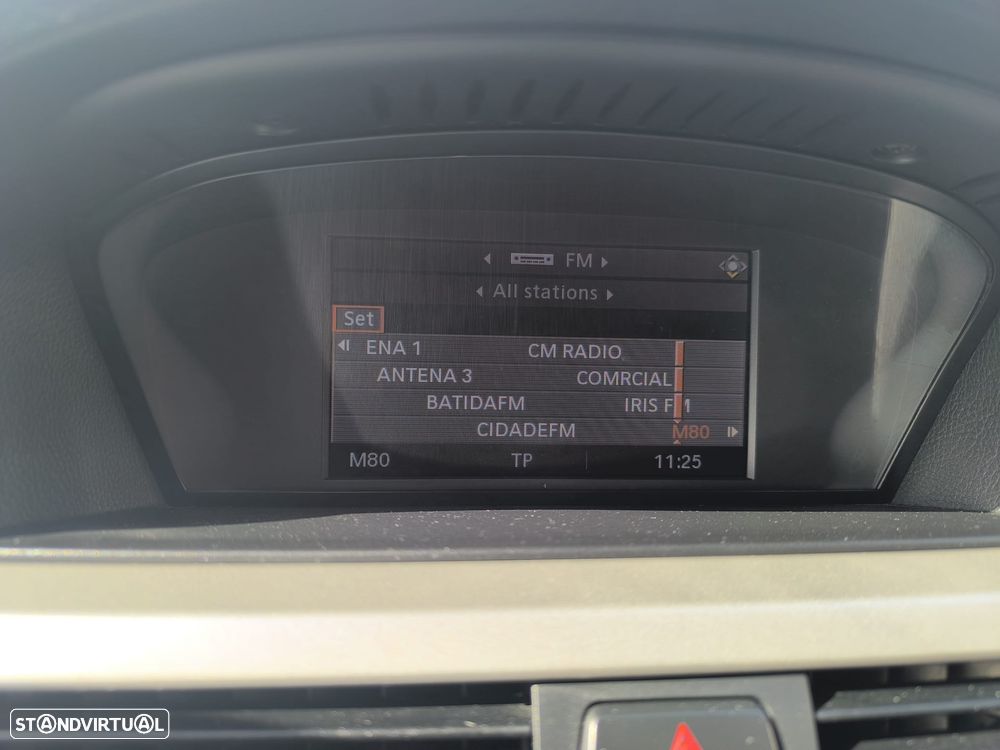 FM
All stations
Set
ENA 1 CM RADIO
ANTENA 3 COMRCIAL
BATIDAFM IRIS FM
CIDADEFM M80
M80 TP 11:25
STANDVIRTUAL